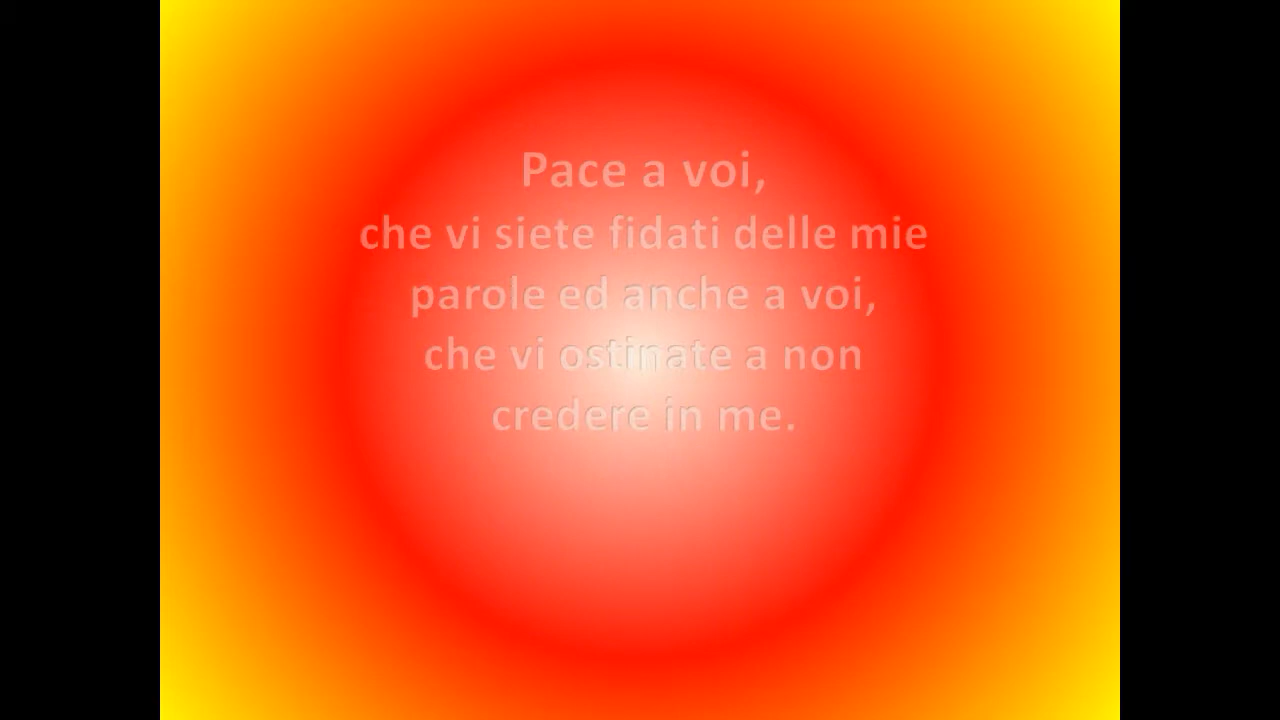 Pace a voi,
che vi siete fidati delle mie
parole ed anche a voi,
che vi ostinate a non
credere in me.